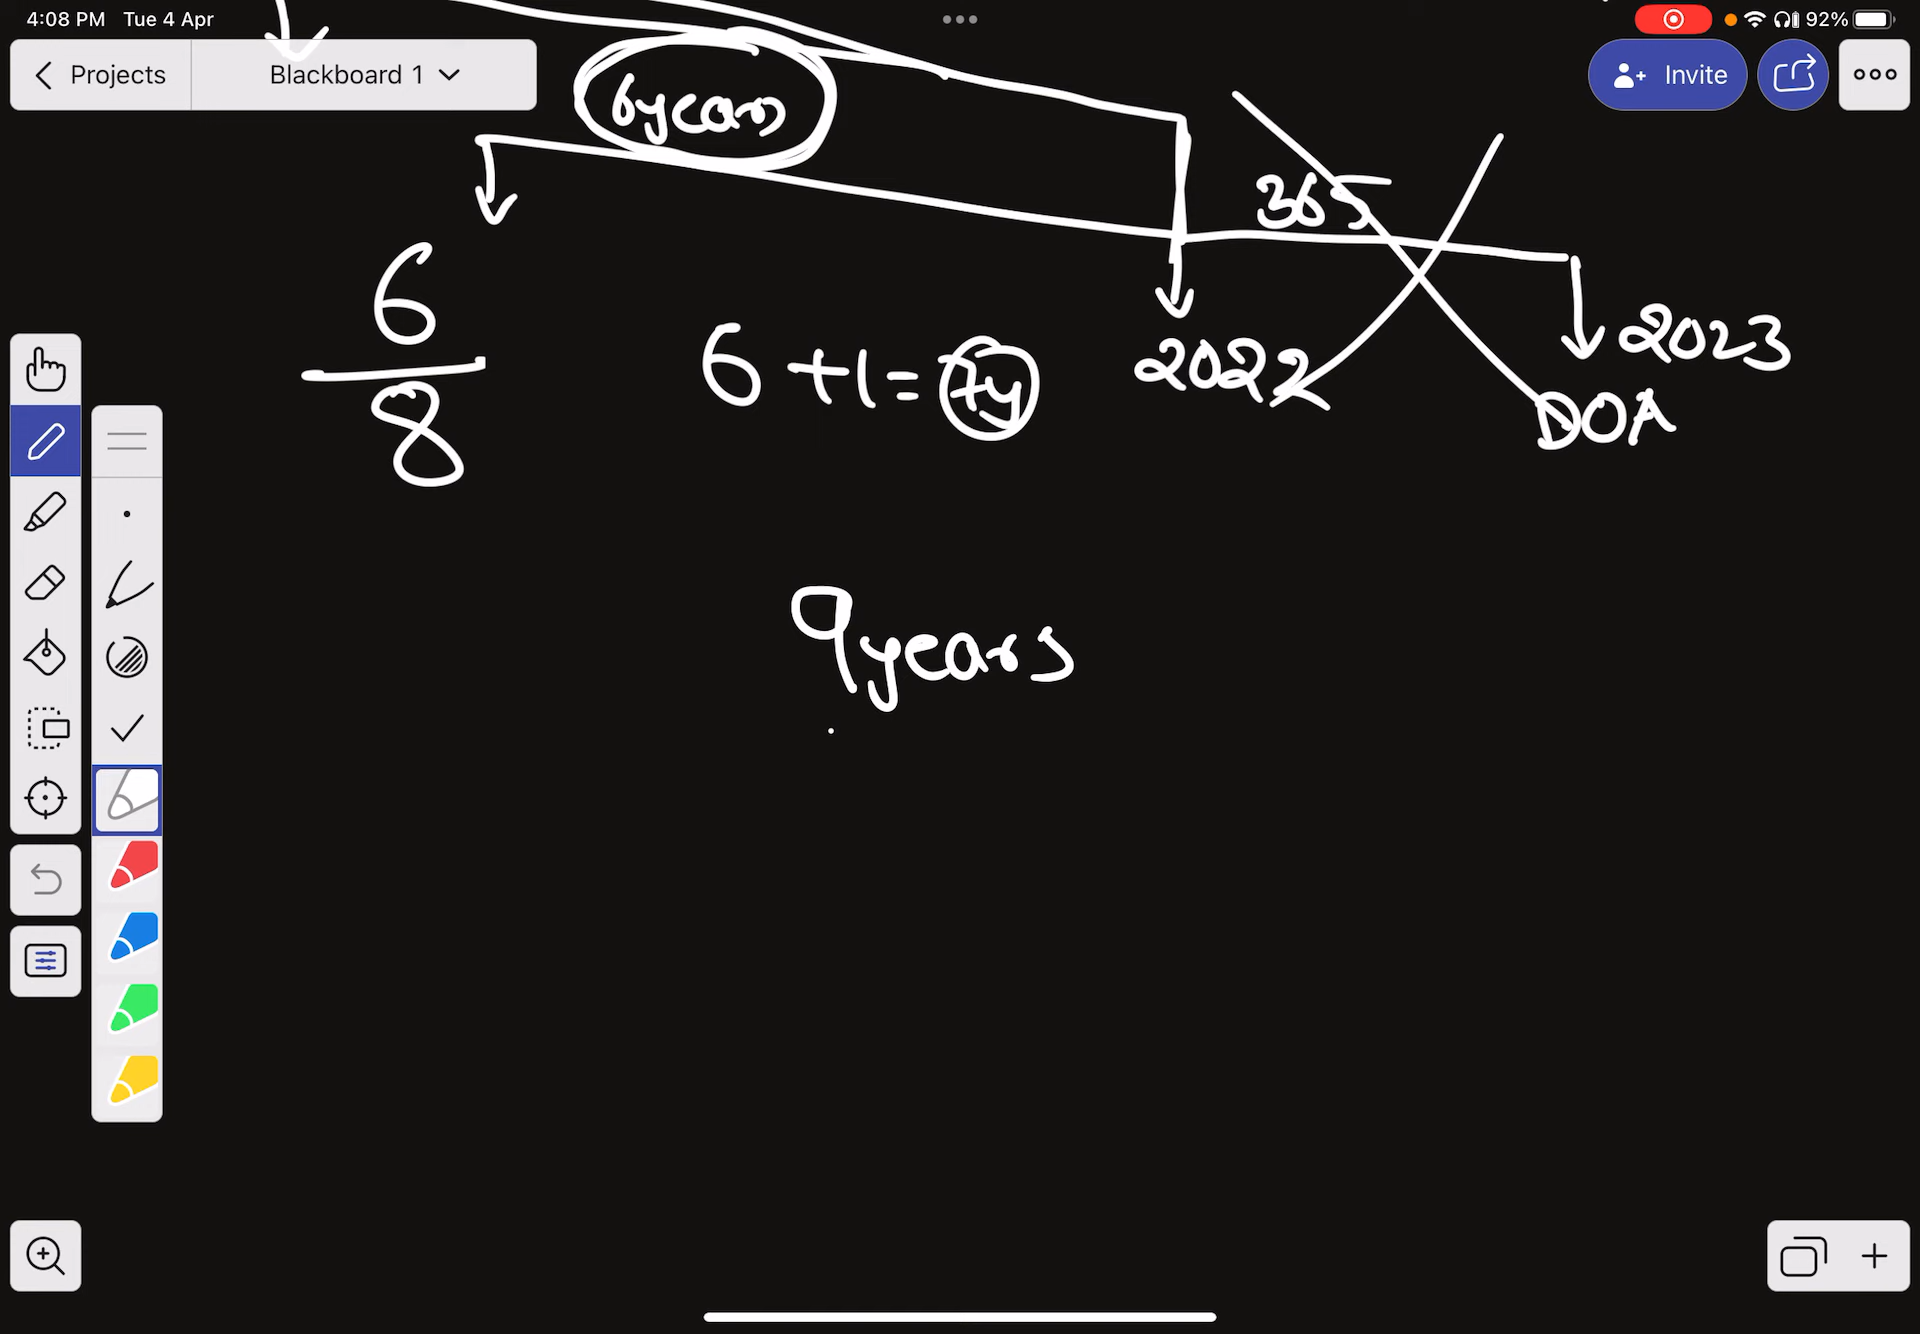 4:08 PM Tue 4 Apr
92%
Projects
Blackboard 1
Invite
6years
365
6
8
6 + 1 = 7y
2022
2023
DOA
9years